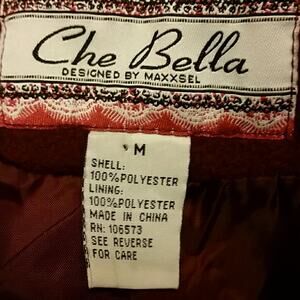 Che Bella
DESIGNED BY MAXXSEL
M
SHELL:
100%POLYESTER
LINING:
100%POLYESTER
MADE IN CHINA
RN: 106573
SEE REVERSE
FOR CARE